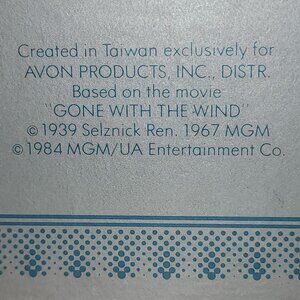 Created in Taiwan exclusively for
AVON PRODUCTS, INC., DISTR.
Based on the movie
"GONE WITH THE WIND"
© 1939 Selznick Ren. 1967 MGM
© 1984 MGM/UA Entertainment Co.